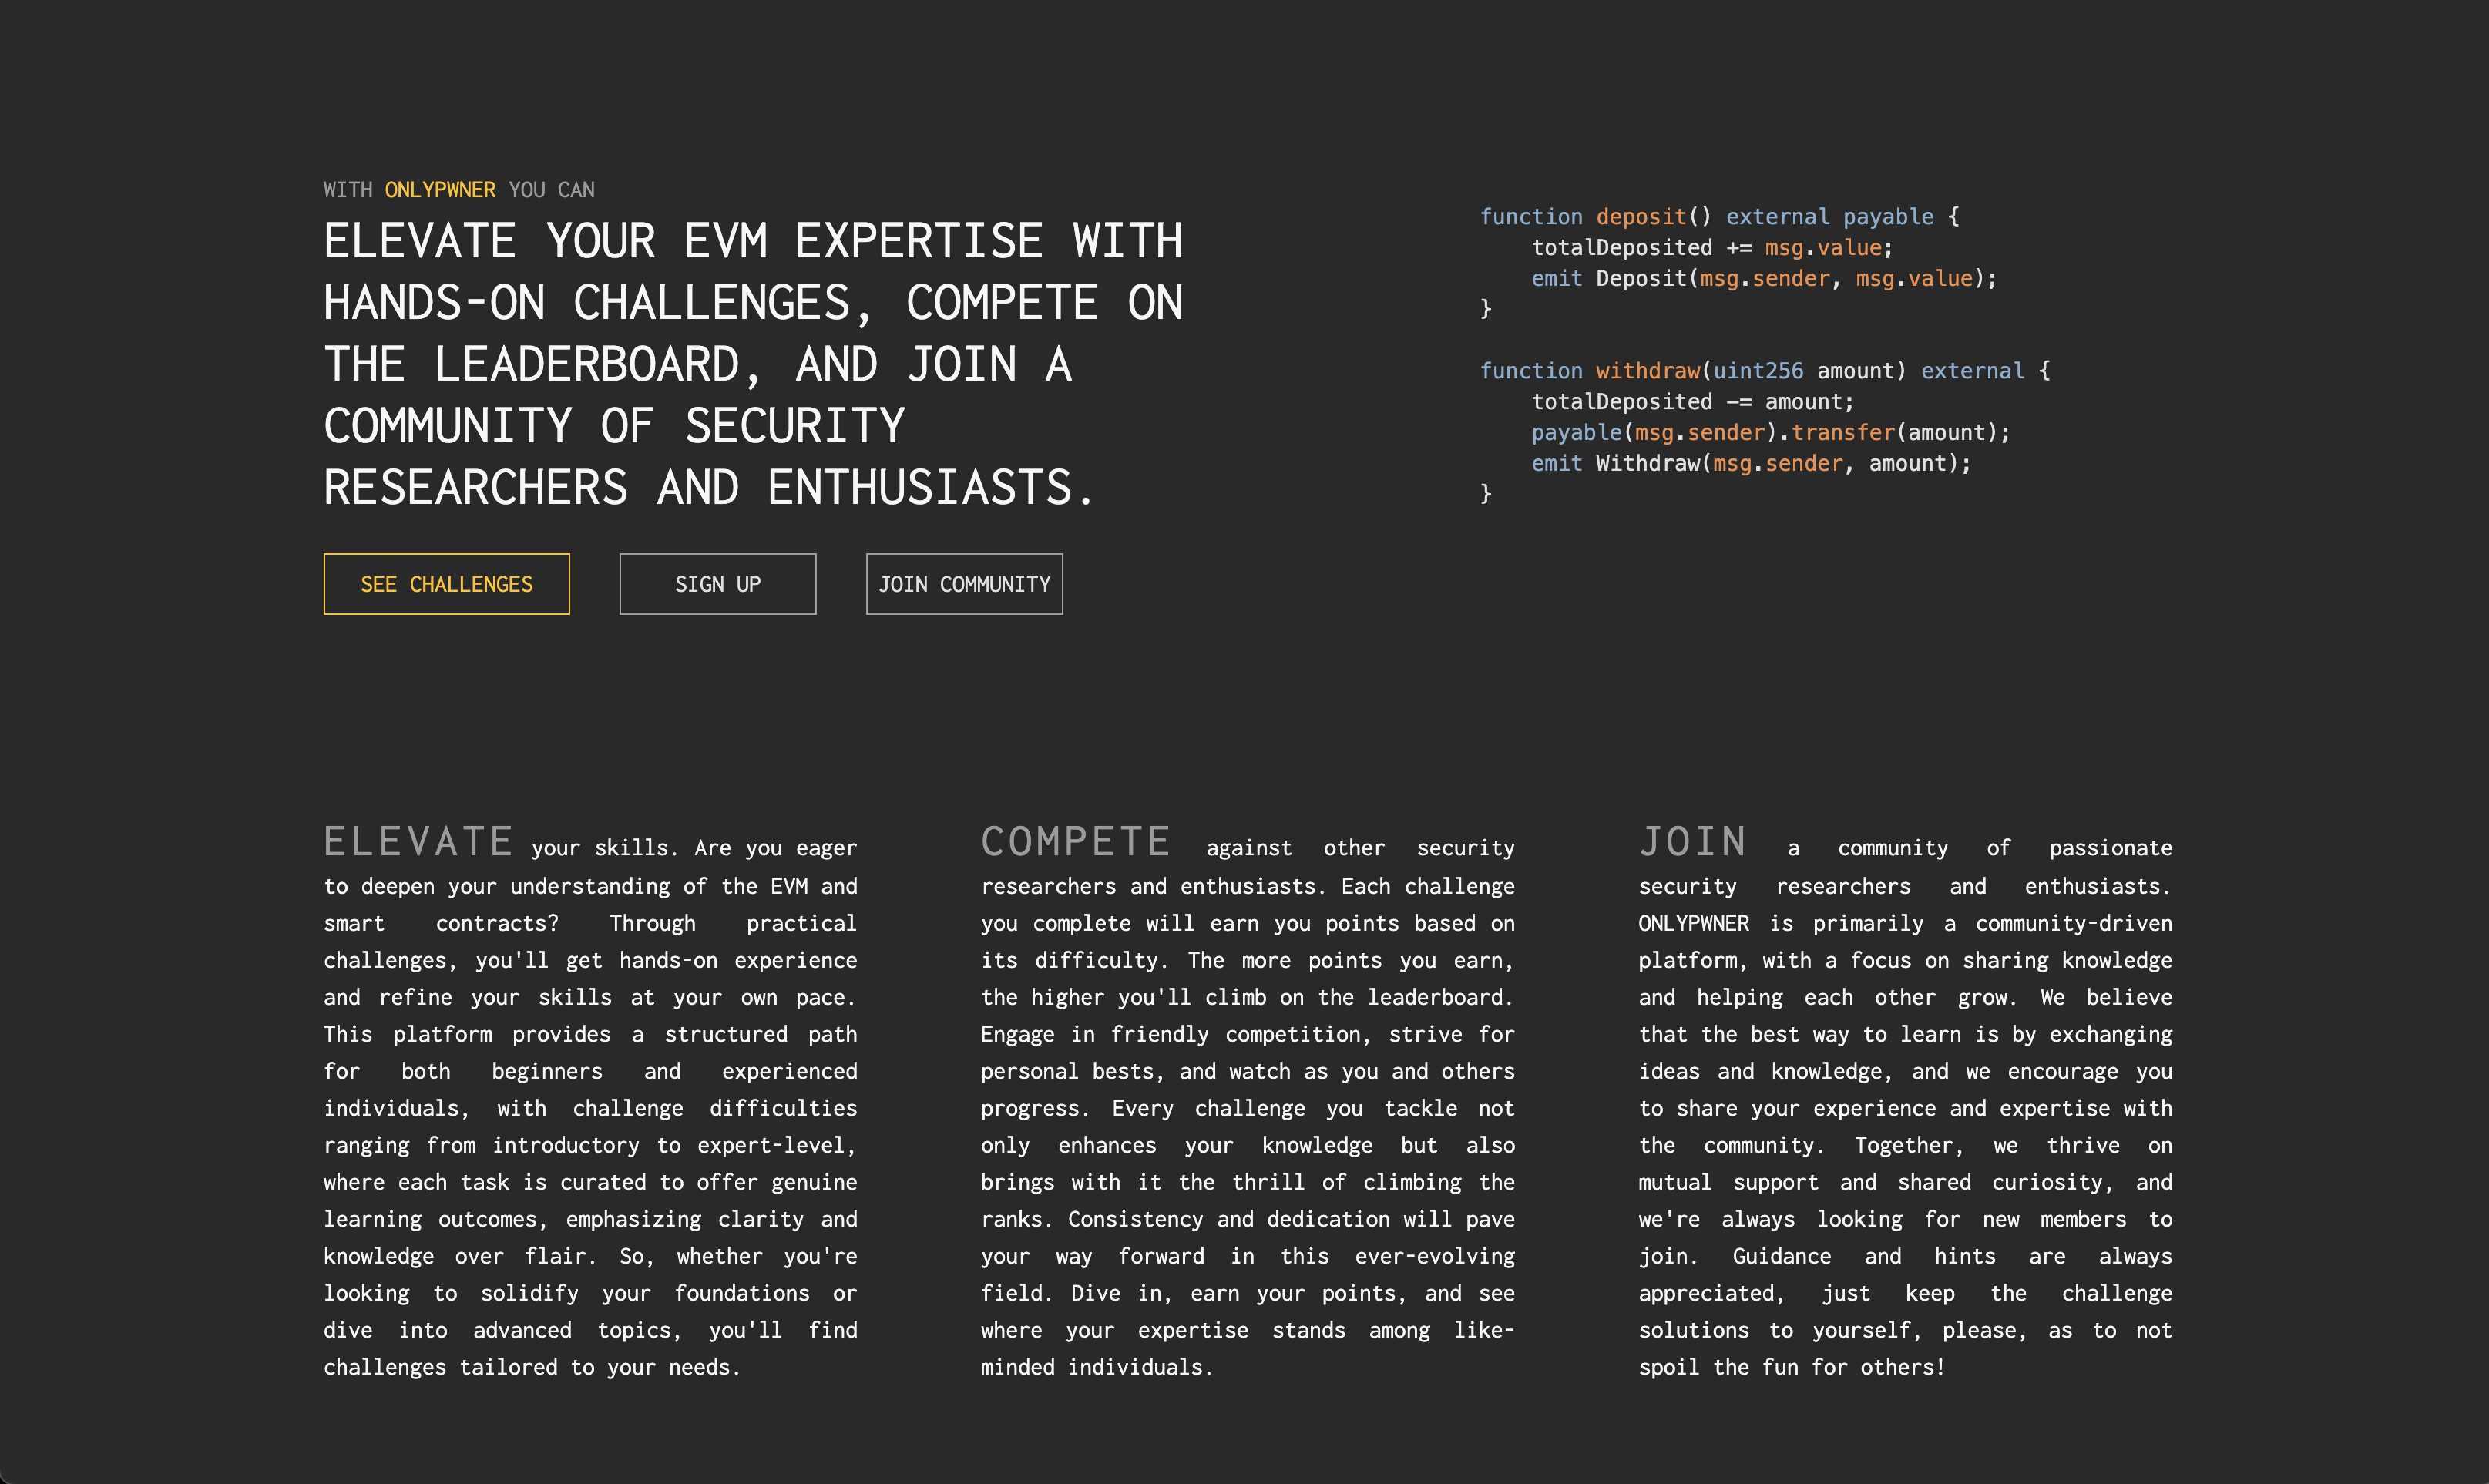 WITH ONLYPWNER YOU CAN
ELEVATE YOUR EVM EXPERTISE WITH
HANDS-ON CHALLENGES, COMPETE ON
THE LEADERBOARD, AND JOIN A
COMMUNITY OF SECURITY
RESEARCHERS AND ENTHUSIASTS.
SEE CHALLENGES
SIGN UP
JOIN COMMUNITY
function deposit() external payable {
    totalDeposited += msg.value;
    emit Deposit(msg.sender, msg.value);
}
function withdraw(uint256 amount) external {
    totalDeposited -= amount;
    payable(msg.sender).transfer(amount);
    emit Withdraw(msg.sender, amount);
}
ELEVATE your skills. Are you eager
to deepen your understanding of the EVM and
smart contracts? Through practical
challenges, you'll get hands-on experience
and refine your skills at your own pace.
This platform provides a structured path
for both beginners and experienced
individuals, with challenge difficulties
ranging from introductory to expert-level,
where each task is curated to offer genuine
learning outcomes, emphasizing clarity and
knowledge over flair. So, whether you're
looking to solidify your foundations or
dive into advanced topics, you'll find
challenges tailored to your needs.
COMPETE against other security
researchers and enthusiasts. Each challenge
you complete will earn you points based on
its difficulty. The more points you earn,
the higher you'll climb on the leaderboard.
Engage in friendly competition, strive for
personal bests, and watch as you and others
progress. Every challenge you tackle not
only enhances your knowledge but also
brings with it the thrill of climbing the
ranks. Consistency and dedication will pave
your way forward in this ever-evolving
field. Dive in, earn your points, and see
where your expertise stands among like-
minded individuals.
JOIN a community of passionate
security researchers and enthusiasts.
ONLYPWNER is primarily a community-driven
platform, with a focus on sharing knowledge
and helping each other grow. We believe
that the best way to learn is by exchanging
ideas and knowledge, and we encourage you
to share your experience and expertise with
the community. Together, we thrive on
mutual support and shared curiosity, and
we're always looking for new members to
join. Guidance and hints are always
appreciated, just keep the challenge
solutions to yourself, please, as to not
spoil the fun for others!